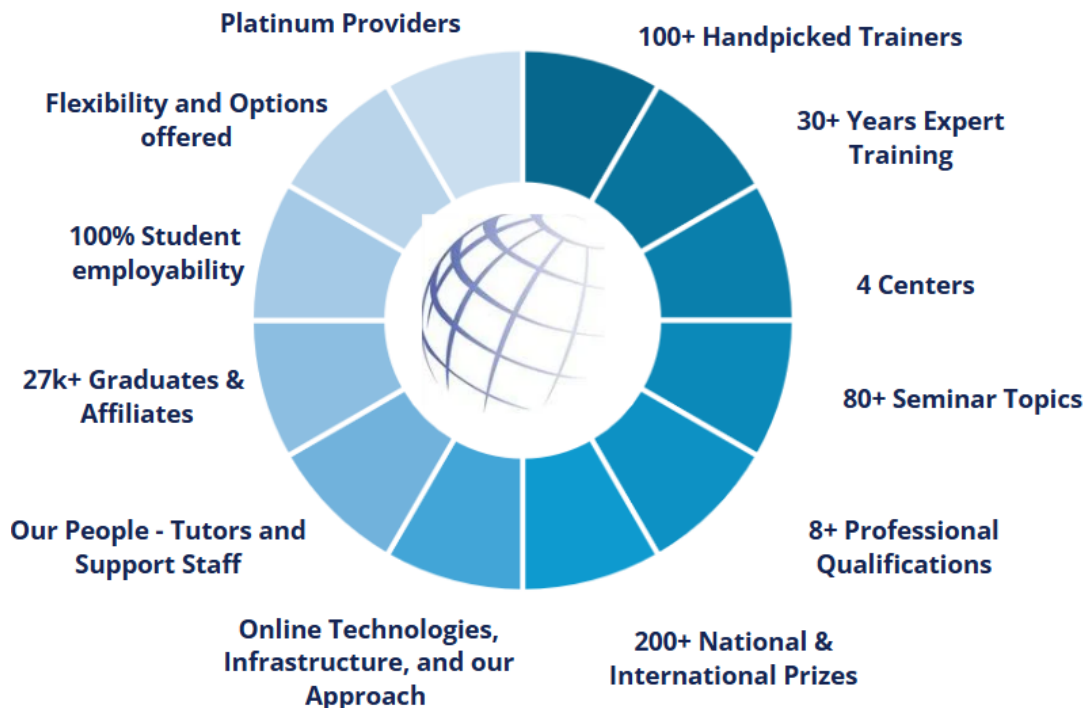 Platinum Providers
100+ Handpicked Trainers
Flexibility and Options
offered
30+ Years Expert
Training
100% Student
employability
4 Centers
27k+ Graduates &
Affiliates
80+ Seminar Topics
Our People - Tutors and
Support Staff
8+ Professional
Qualifications
Online Technologies,
Infrastructure, and our
Approach
200+ National &
International Prizes